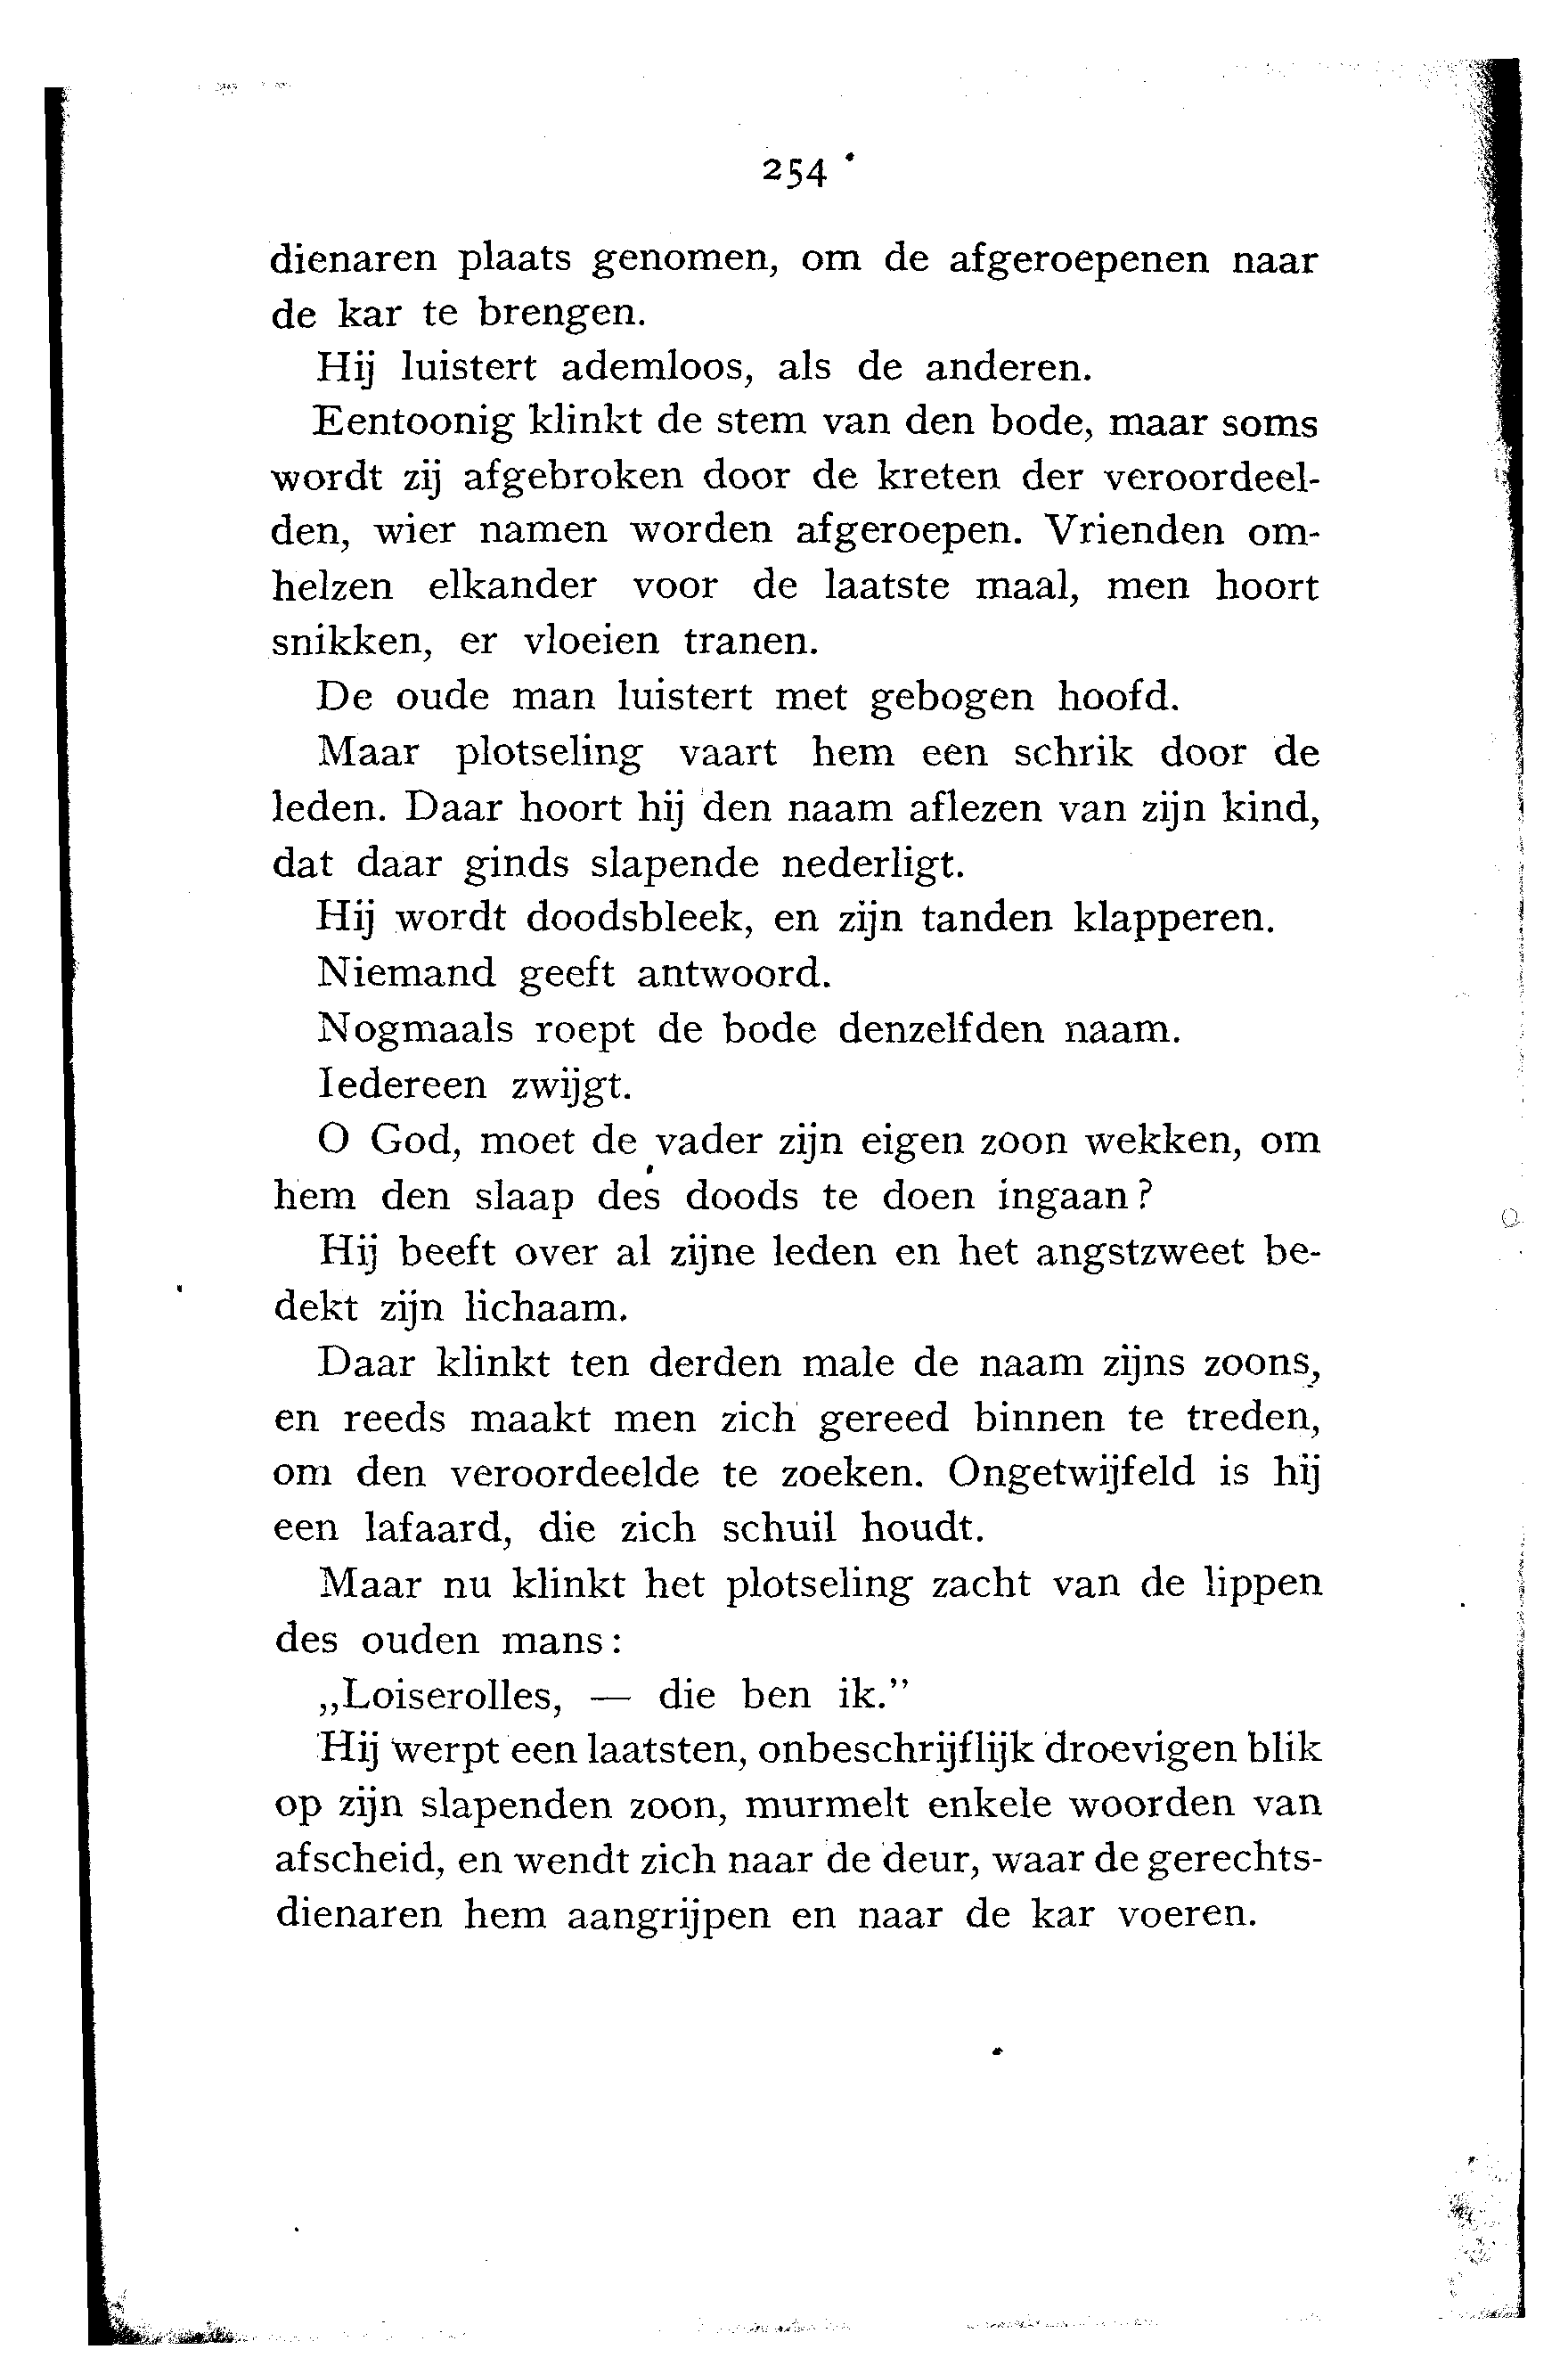 254
dienaren plaats genomen, om de afgeroepenen naar
de kar te brengen.
Hij luistert ademloos, als de anderen.
Eentoonig klinkt de stem van den bode, maar soms
wordt zij afgebroken door de kreten der veroordeel-
den, wier namen worden afgeroepen. Vrienden om-
helzen elkander voor de laatste maal, men hoort
snikken, er vloeien tranen.
De oude man luistert met gebogen hoofd.
Maar plotseling vaart hem een schrik door de
leden. Daar hoort hij den naam aflezen van zijn kind,
dat daar ginds slapende nederligt.
Hij wordt doodsbleek, en zijn tanden klapperen.
Niemand geeft antwoord.
Nogmaals roept de bode denzelfden naam.
Iedereen zwijgt.
O God, moet de vader zijn eigen zoon wekken, om
hem den slaap des doods te doen ingaan?
Hij beeft over al zijne leden en het angstzweet be-
dekt zijn lichaam.
Daar klinkt ten derden male de naam zijns zoons,
en reeds maakt men zich gereed binnen te treden,
om den veroordeelde te zoeken. Ongetwijfeld is hij
een lafaard, die zich schuil houdt.
Maar nu klinkt het plotseling zacht van de lippen
des ouden mans:
„Loiserolles, — die ben ik.”
Hij werpt een laatsten, onbeschrijflijk droevigen blik
op zijn slapenden zoon, murmelt enkele woorden van
afscheid, en wendt zich naar de deur, waar de gerechts-
dienaren hem aangrijpen en naar de kar voeren.